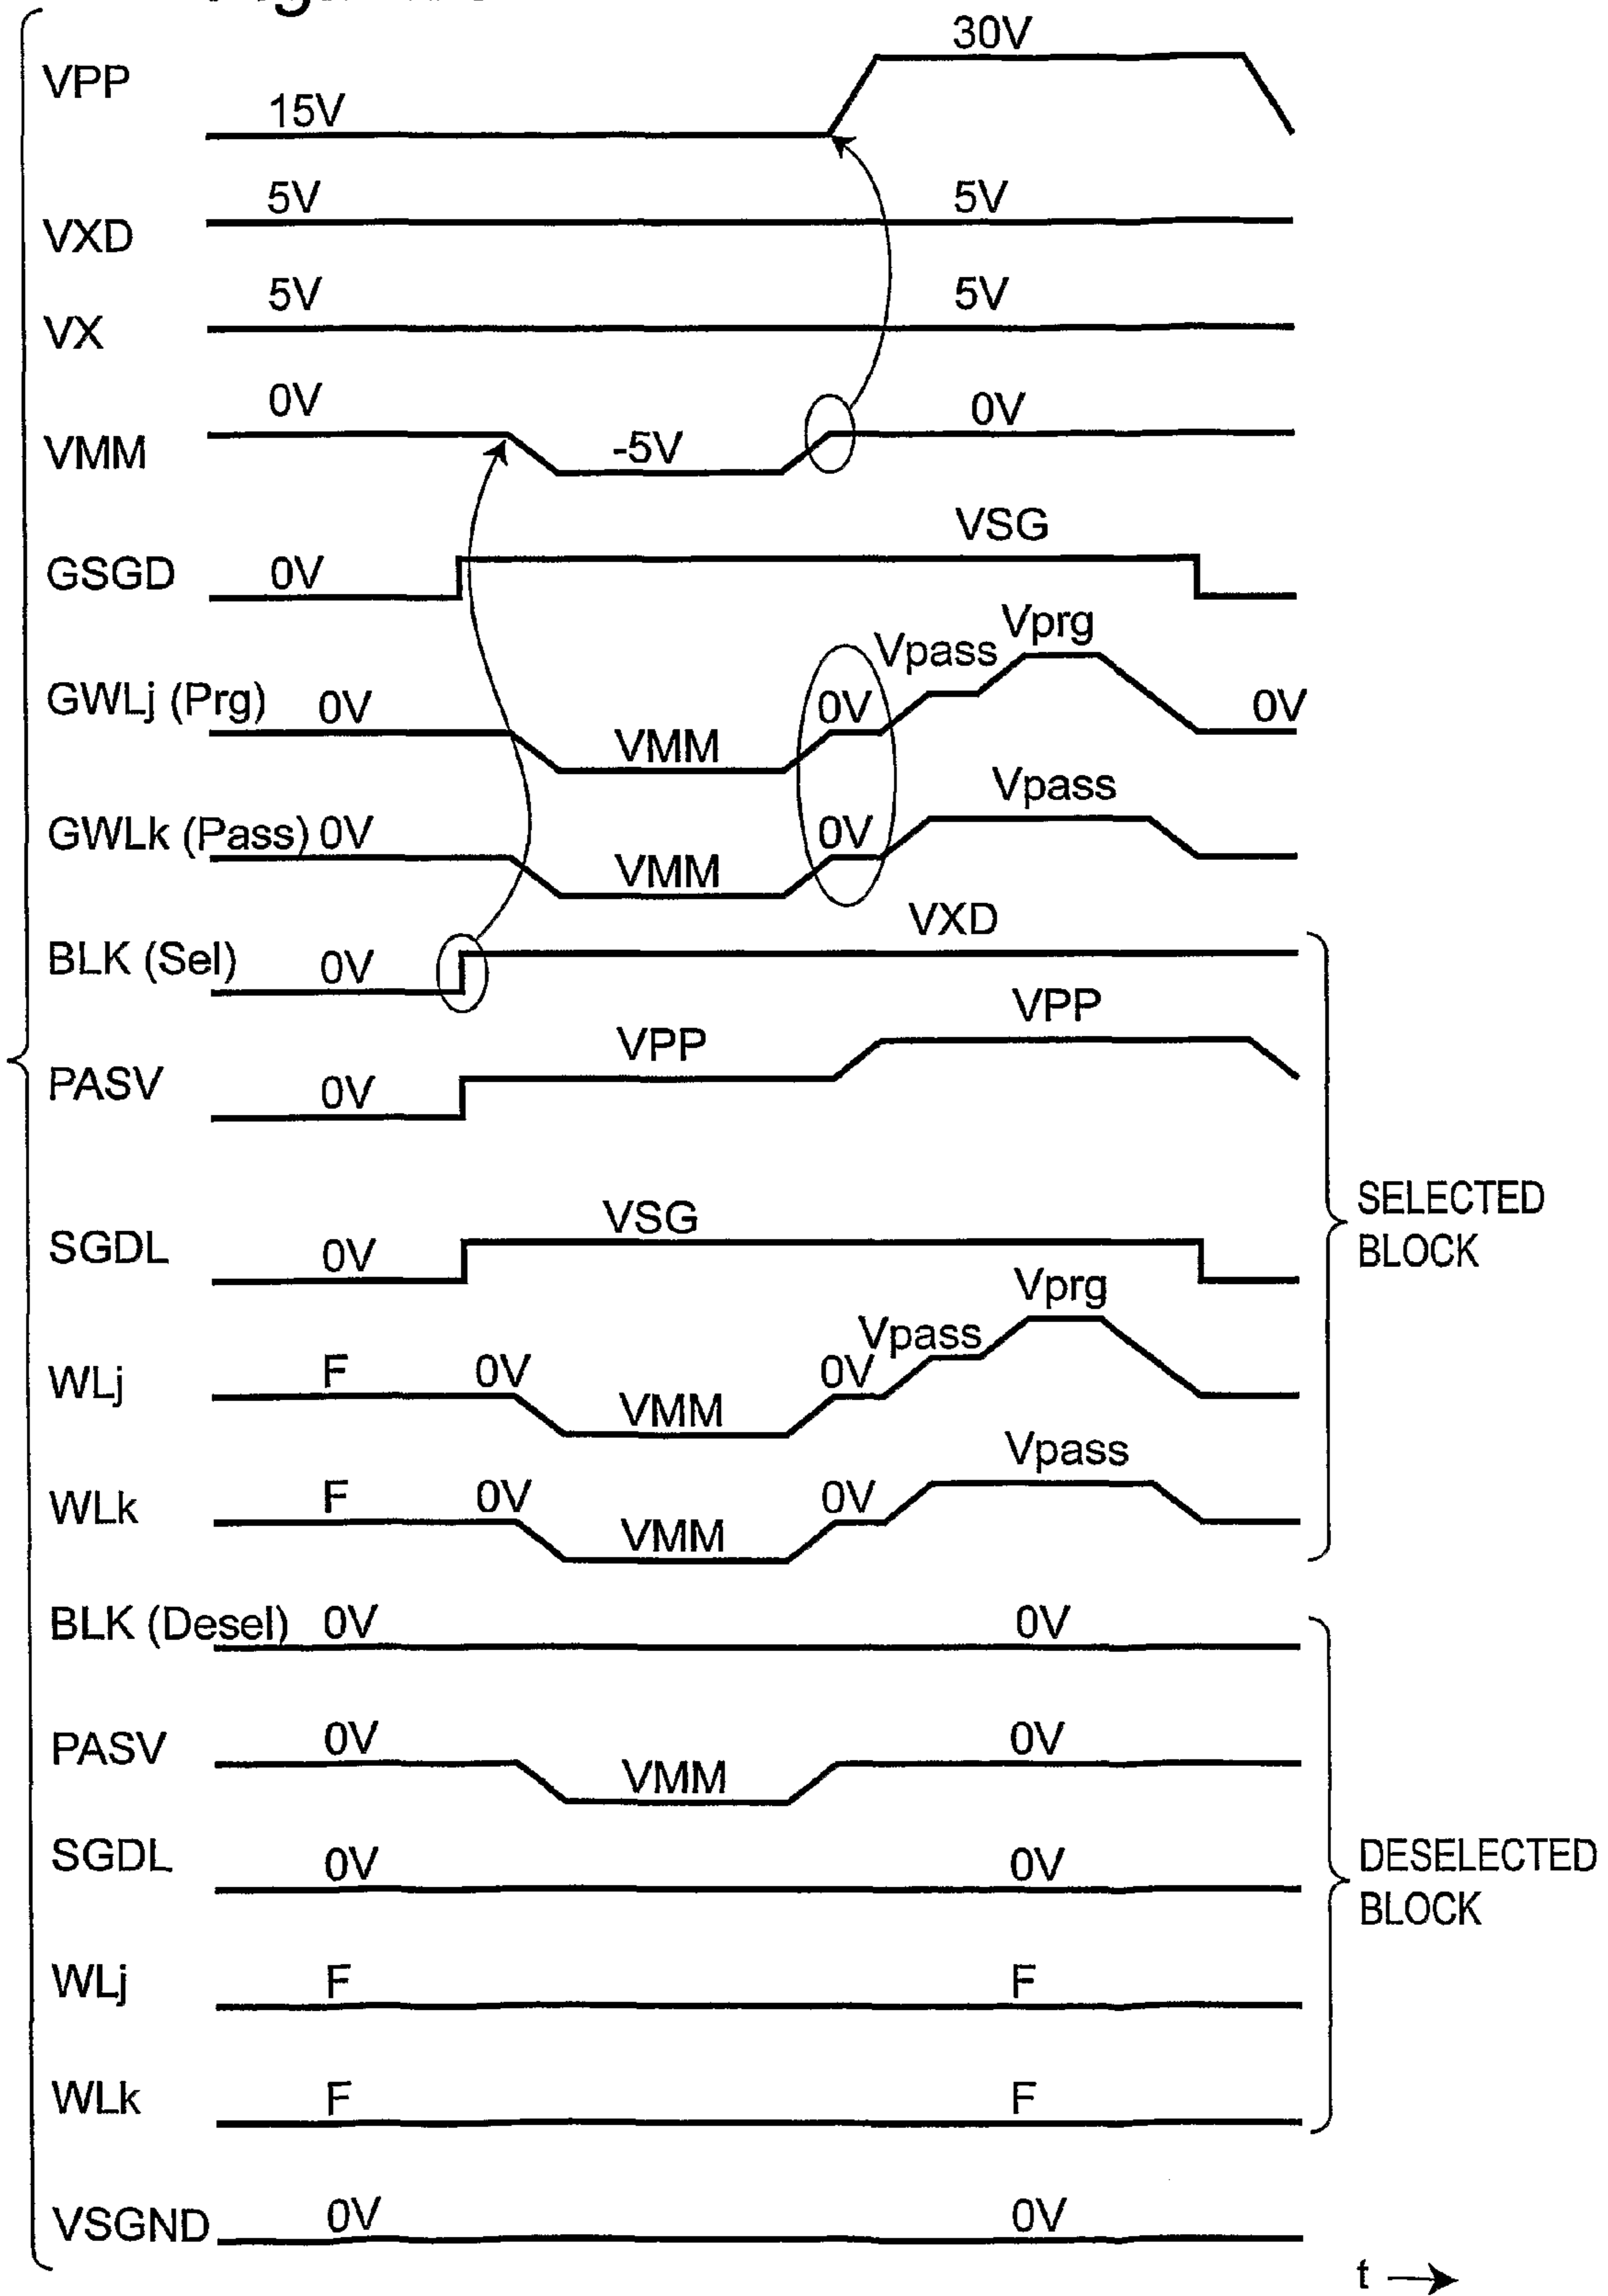 30V
VPP
15V
5V 5V
VXD
5V 5V
VX
0V 0V
VMM -5V
VSG
GSGD 0V
Vprg
Vpass
GWLj (Prg) 0V 0V 0V
VMM
Vpass
GWLk (Pass) 0V 0V
VMM
VXD
BLK (Sel) 0V
VPP
VPP
PASV 0V
SELECTED
BLOCK
VSG
SGDL 0V
Vprg
Vpass
WLj F 0V 0V
VMM
Vpass
WLk F 0V 0V
VMM
BLK (Desel) 0V 0V
PASV 0V 0V
VMM
SGDL 0V 0V
DESELECTED
BLOCK
WLj F F
WLk F F
VSGND 0V 0V
t